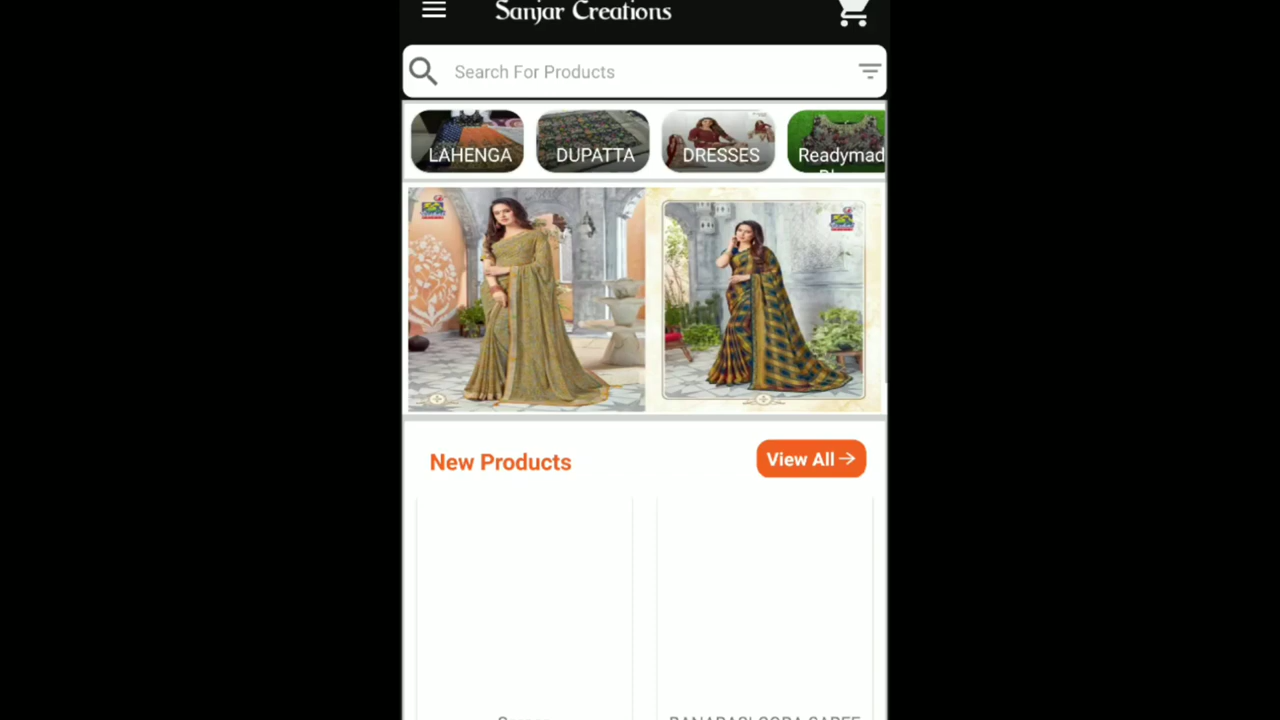 Sanjar Creations
Search For Products
LAHENGA
DUPATTA
DRESSES
Readymad
New Products
View All